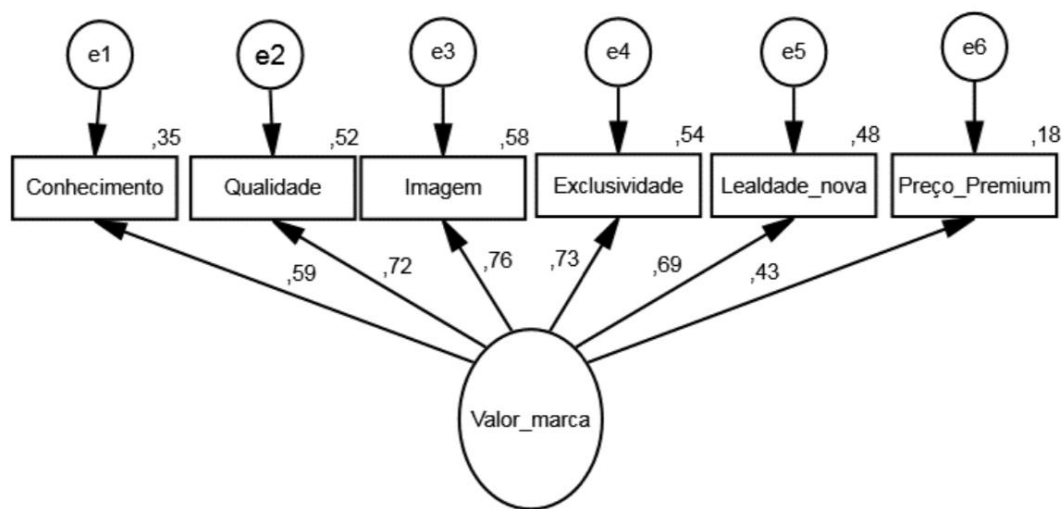 e1
e2
e3
e4
e5
e6
,35
,52
,58
,54
,48
,18
Conhecimento
Qualidade
Imagem
Exclusividade
Lealdade_nova
Preço_Premium
,59
,72
,76
,73
,69
,43
Valor_marca